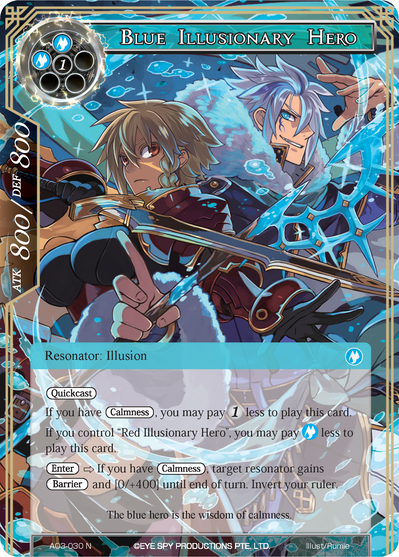 Blue Illusionary Hero
1
ATK 800 / DEF 800
Resonator: Illusion
Quickcast
If you have Calmness, you may pay 1 less to play this card.
If you control "Red Illusionary Hero", you may pay less to
play this card.
Enter ⇨ If you have Calmness, target resonator gains
Barrier and [0/+400] until end of turn. Invert your ruler.
The blue hero is the wisdom of calmness.
A03-030 N ©EYE SPY PRODUCTIONS PTE, LTD. Illust/Rumie